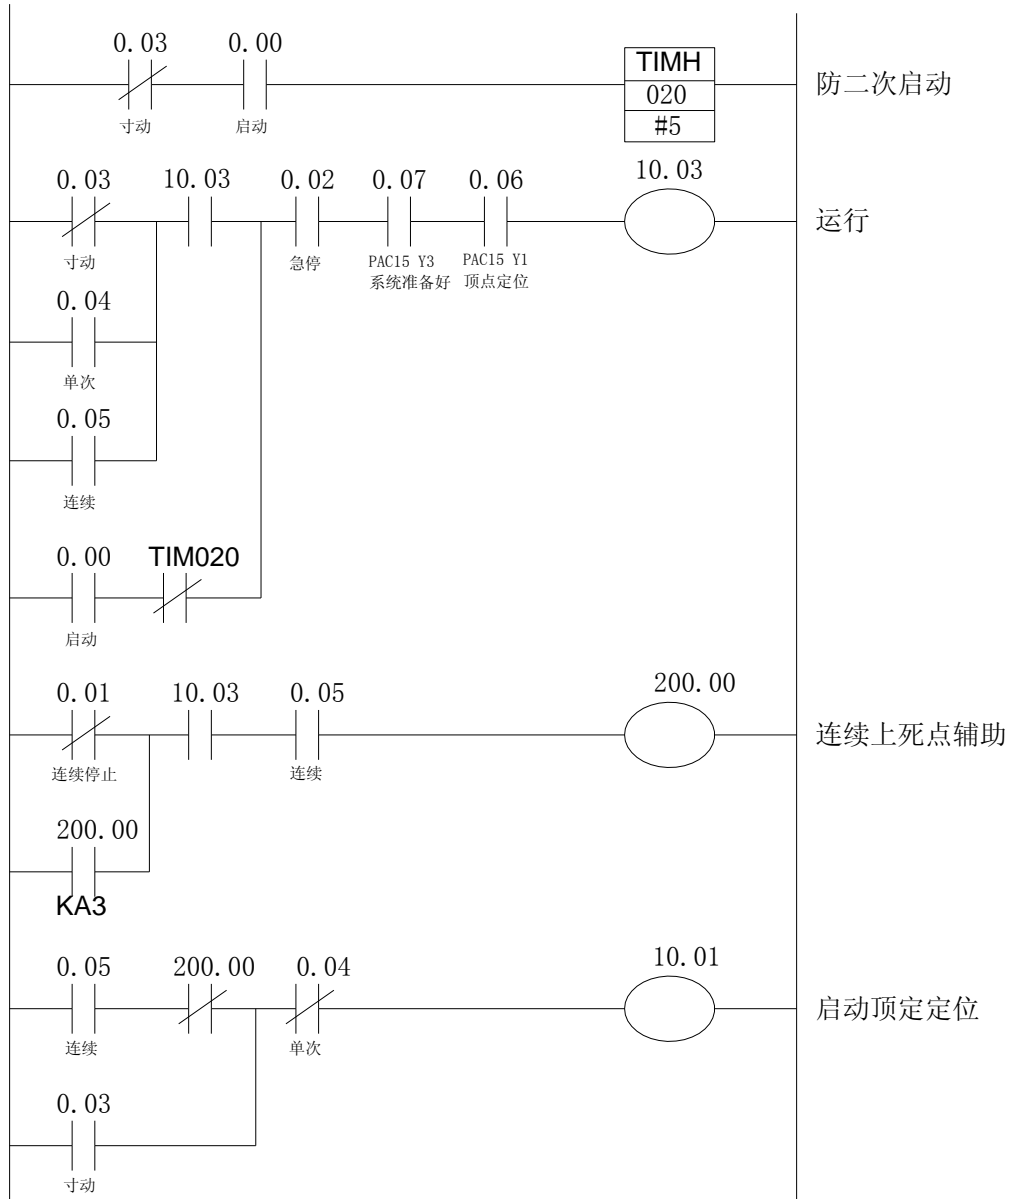 0.03 0.00
TIMH
020
#5
防二次启动
寸动 启动
0.03 10.03 0.02 0.07 0.06 10.03
运行
寸动 急停 PAC15 Y3 PAC15 Y1
系统准备好 顶点定位
0.04
单次
0.05
连续
0.00 TIM020
启动
0.01 10.03 0.05 200.00
连续上死点辅助
连续停止 连续
200.00
KA3
0.05 200.00 0.04 10.01
启动顶定定位
连续 单次
0.03
寸动